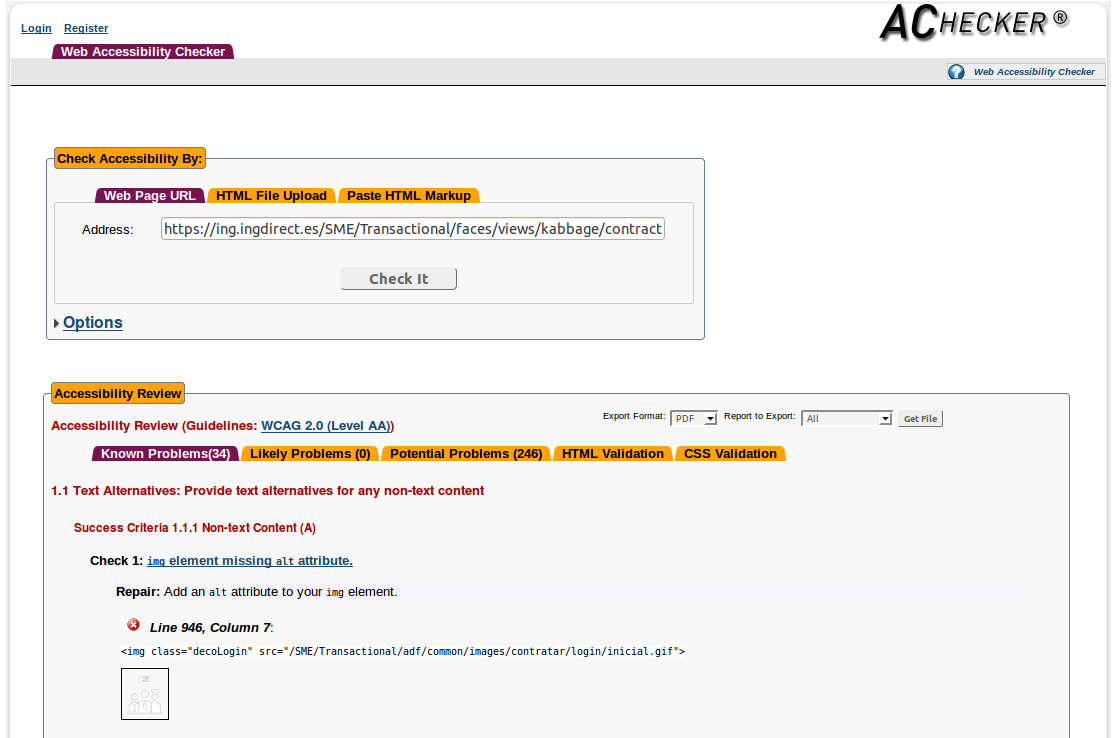 Login Register
ACHECKER ®
Web Accessibility Checker
Web Accessibility Checker
Check Accessibility By:
Web Page URL HTML File Upload Paste HTML Markup
Address: https://ing.ingdirect.es/SME/Transactional/faces/views/kabbage/contract
Check It
Options
Accessibility Review
Export Format: PDF Report to Export: All Get File
Accessibility Review (Guidelines: WCAG 2.0 (Level AA))
Known Problems(34) Likely Problems (0) Potential Problems (246) HTML Validation CSS Validation
1.1 Text Alternatives: Provide text alternatives for any non-text content
Success Criteria 1.1.1 Non-text Content (A)
Check 1: img element missing alt attribute.
Repair: Add an alt attribute to your img element.
Line 946, Column 7:
<img class="decoLogin" src="/SME/Transactional/adf/common/images/contratar/login/inicial.gif">